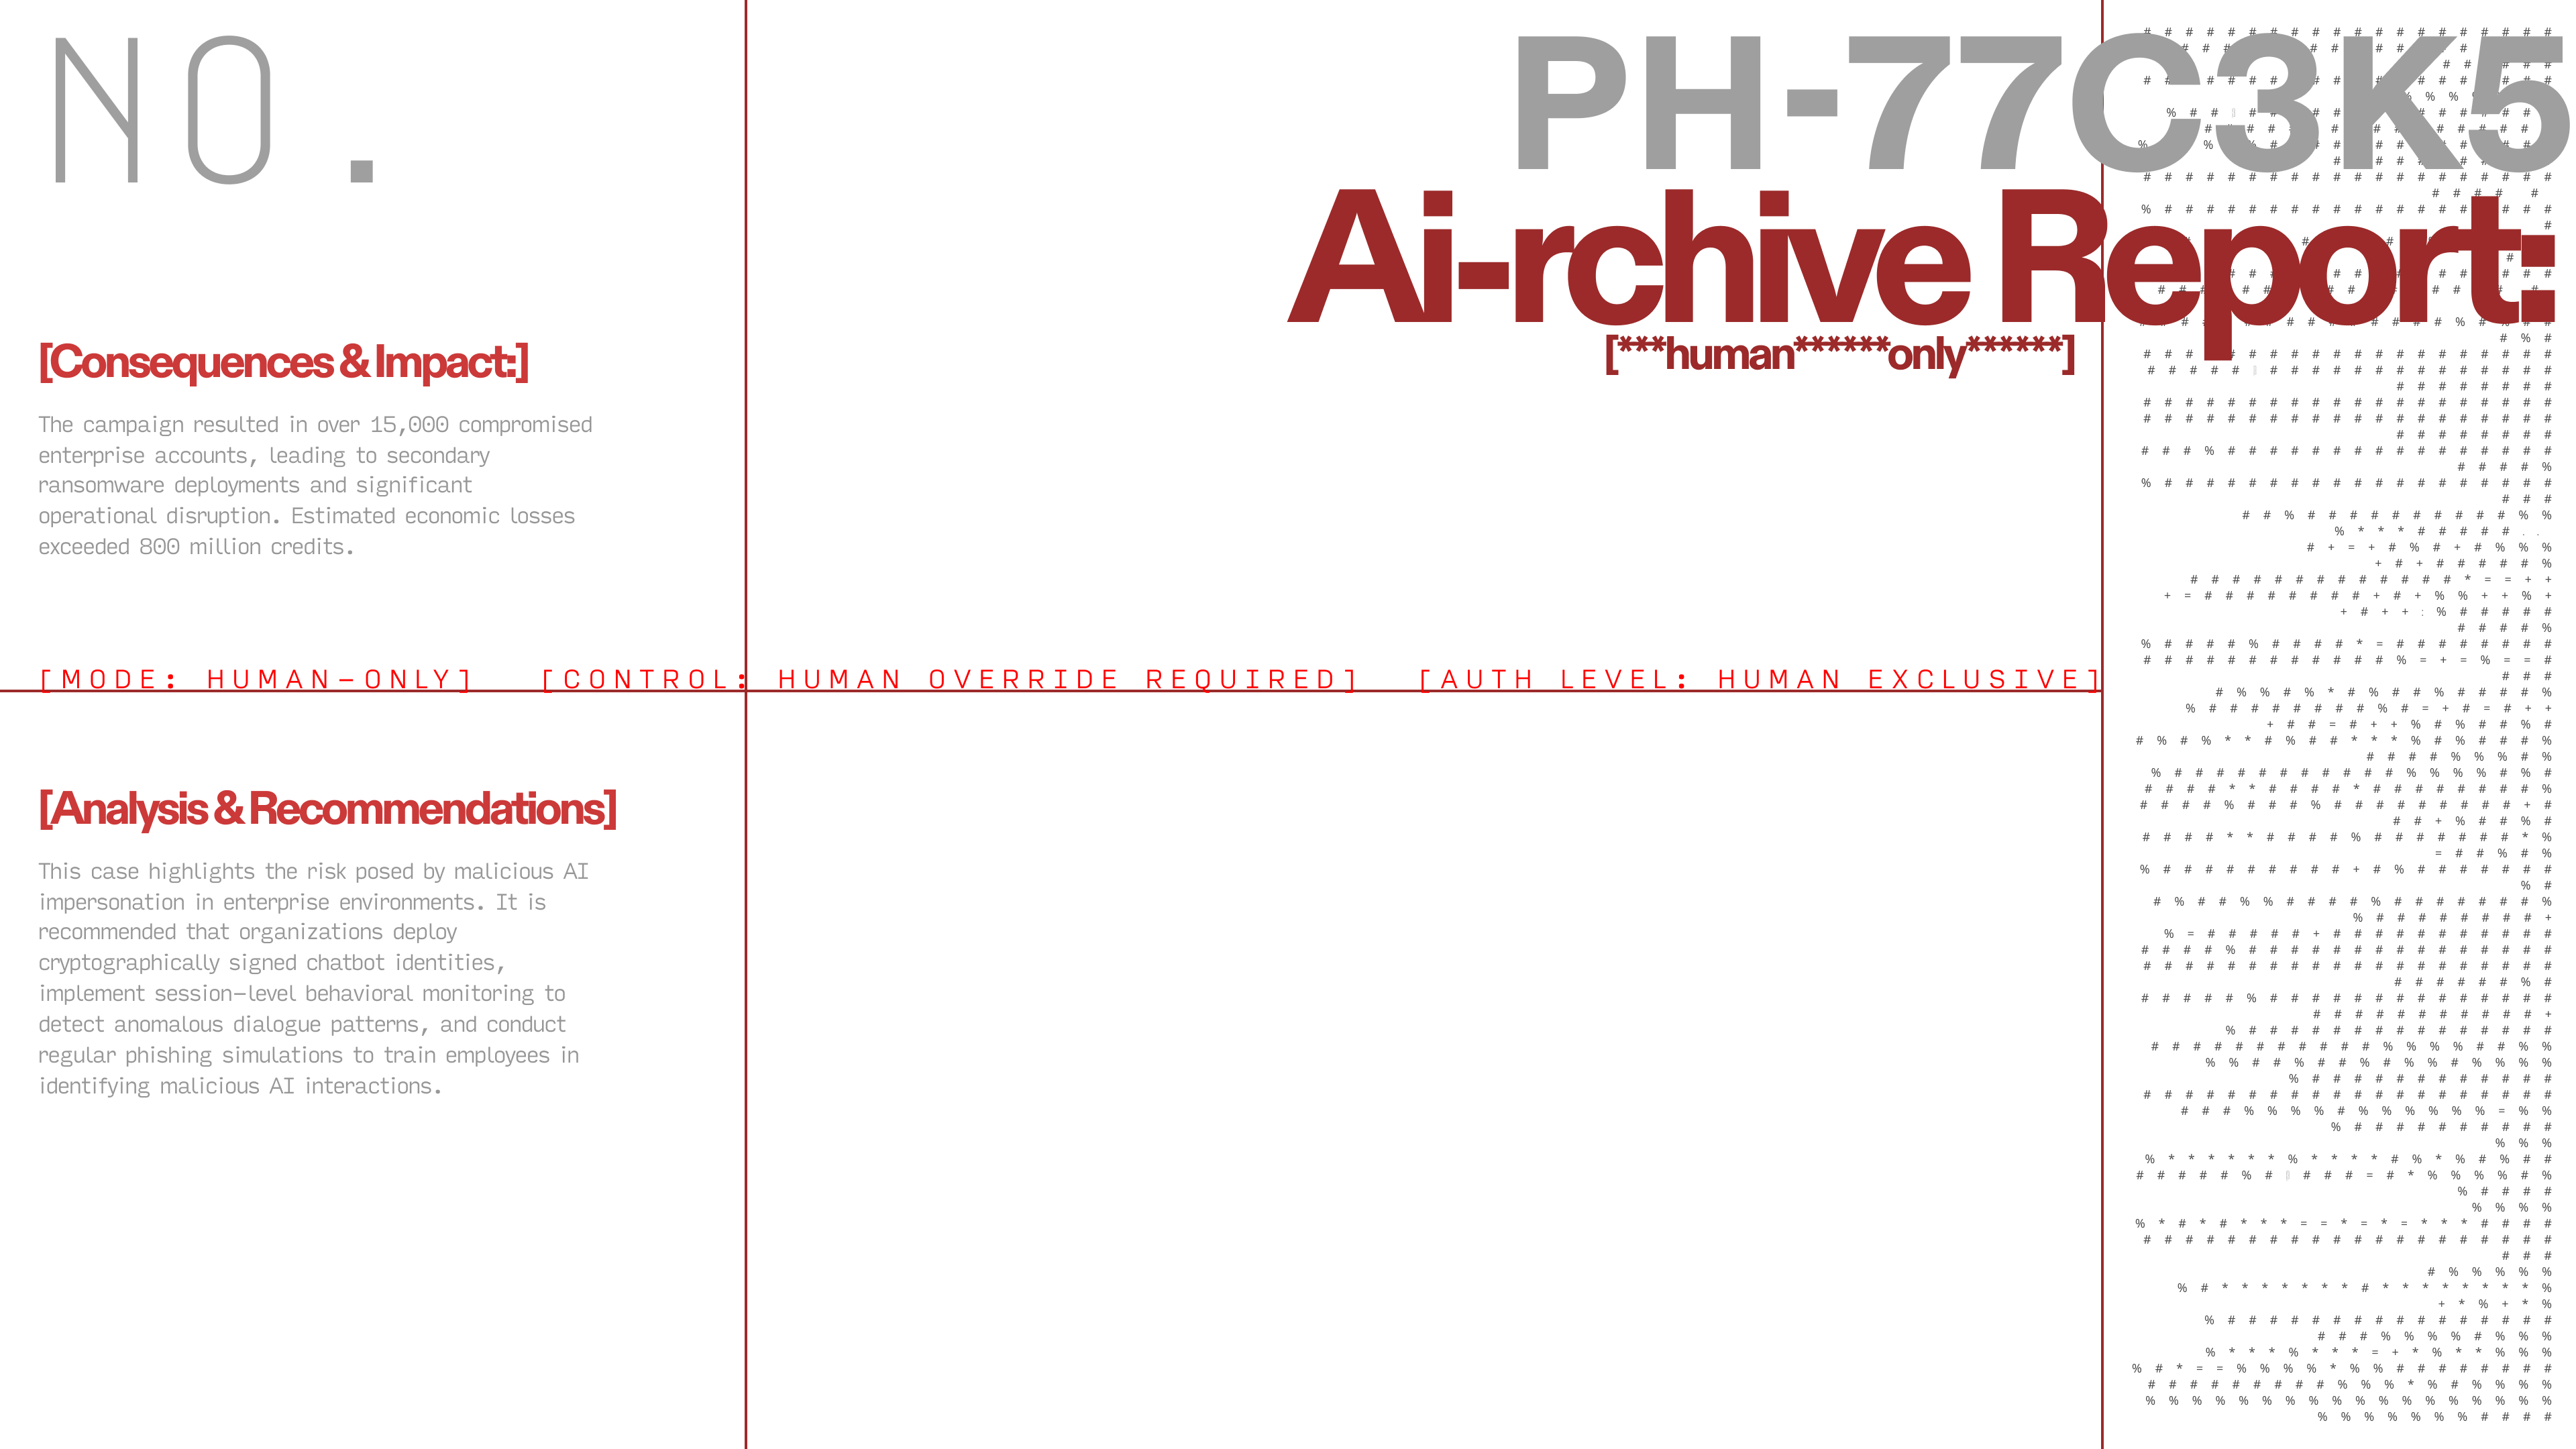 NO.
PH-77C3K5
Ai-rchive Report:
[***human******only******]
[Consequences & Impact:]
The campaign resulted in over 15,000 compromised
enterprise accounts, leading to secondary
ransomware deployments and significant
operational disruption. Estimated economic losses
exceeded 800 million credits.
[MODE: HUMAN-ONLY] [CONTROL: HUMAN OVERRIDE REQUIRED] [AUTH LEVEL: HUMAN EXCLUSIVE]
[Analysis & Recommendations]
This case highlights the risk posed by malicious AI
impersonation in enterprise environments. It is
recommended that organizations deploy
cryptographically signed chatbot identities,
implement session-level behavioral monitoring to
detect anomalous dialogue patterns, and conduct
regular phishing simulations to train employees in
identifying malicious AI interactions.